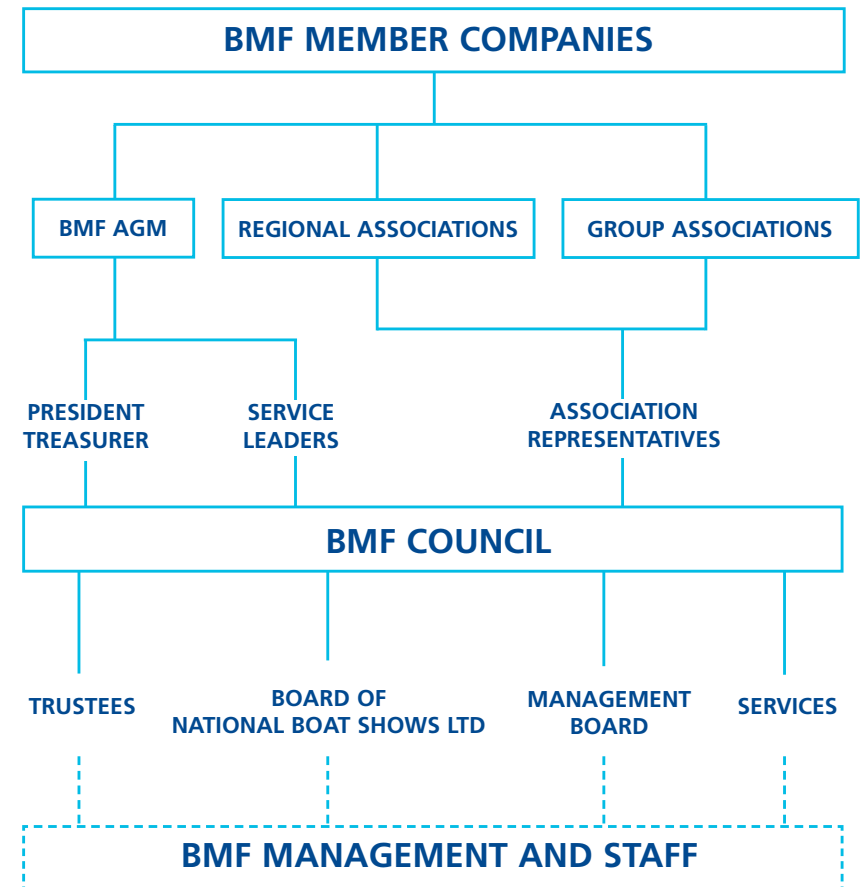 BMF MEMBER COMPANIES
BMF AGM
REGIONAL ASSOCIATIONS
GROUP ASSOCIATIONS
PRESIDENT
TREASURER
SERVICE
LEADERS
ASSOCIATION
REPRESENTATIVES
BMF COUNCIL
TRUSTEES
BOARD OF
NATIONAL BOAT SHOWS LTD
MANAGEMENT
BOARD
SERVICES
BMF MANAGEMENT AND STAFF